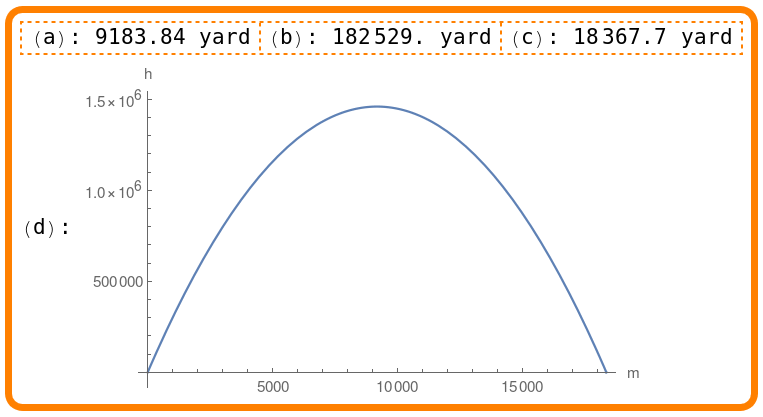 (a): 9183.84 yard (b): 182529. yard (c): 18367.7 yard
h
1.5×10^6
1.0×10^6
(d):
500000
m
5000 10000 15000